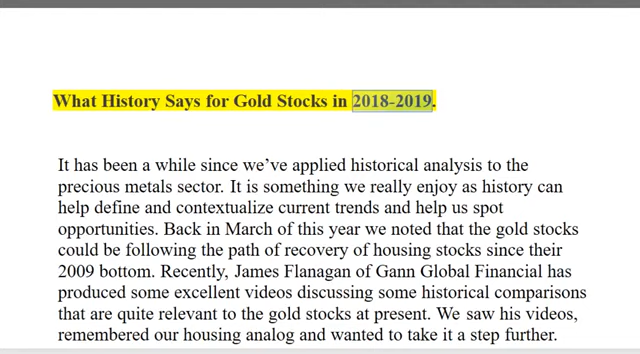 What History Says for Gold Stocks in 2018-2019.
It has been a while since we've applied historical analysis to the
precious metals sector. It is something we really enjoy as history can
help define and contextualize current trends and help us spot
opportunities. Back in March of this year we noted that the gold stocks
could be following the path of recovery of housing stocks since their
2009 bottom. Recently, James Flanagan of Gann Global Financial has
produced some excellent videos discussing some historical comparisons
that are quite relevant to the gold stocks at present. We saw his videos,
remembered our housing analog and wanted to take it a step further.